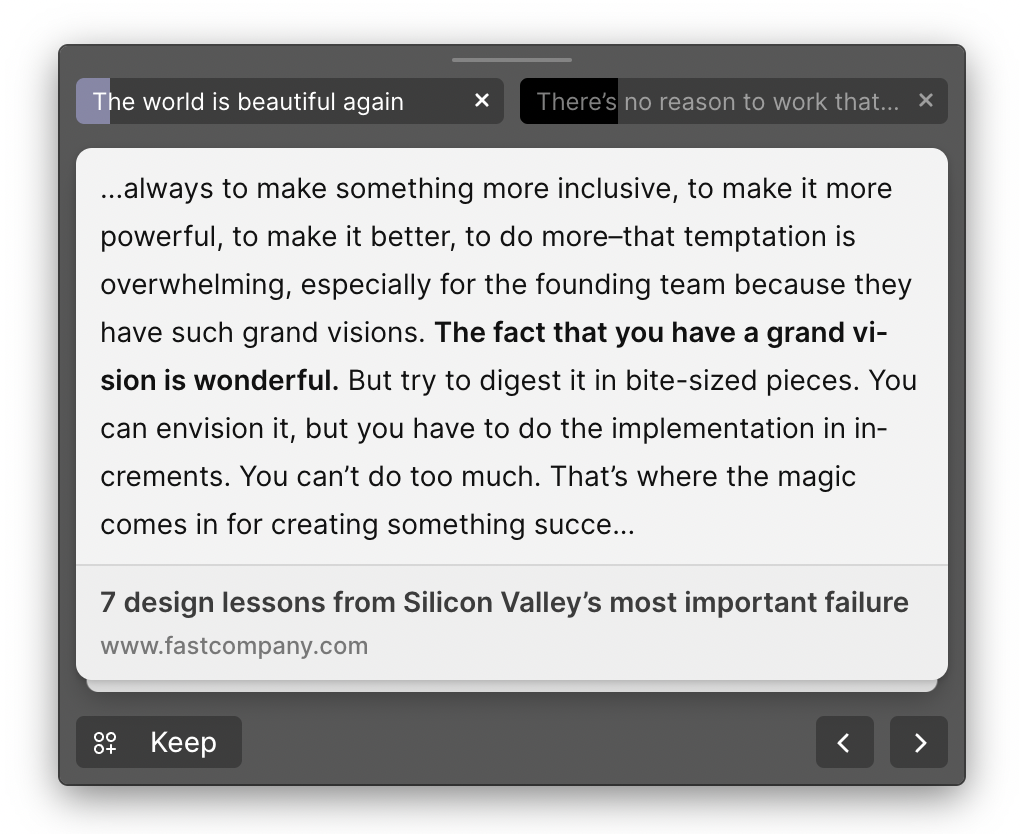 The world is beautiful again
There’s no reason to work that...
...always to make something more inclusive, to make it more
powerful, to make it better, to do more–that temptation is
overwhelming, especially for the founding team because they
have such grand visions. The fact that you have a grand vi-
sion is wonderful. But try to digest it in bite-sized pieces. You
can envision it, but you have to do the implementation in in-
crements. You can’t do too much. That’s where the magic
comes in for creating something succe...
7 design lessons from Silicon Valley’s most important failure
www.fastcompany.com
Keep